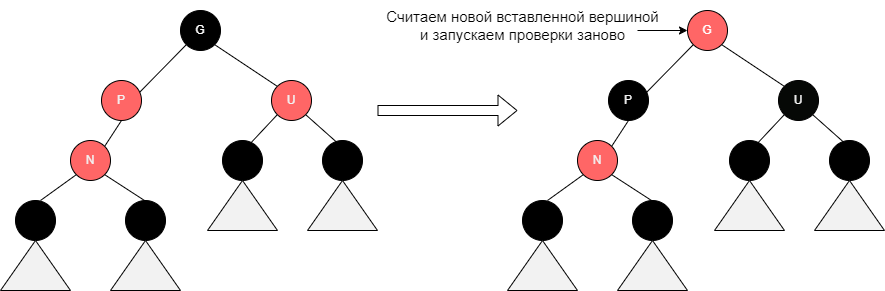 G
P
U
N
Считаем новой вставленной вершиной
и запускаем проверки заново
G
P
U
N